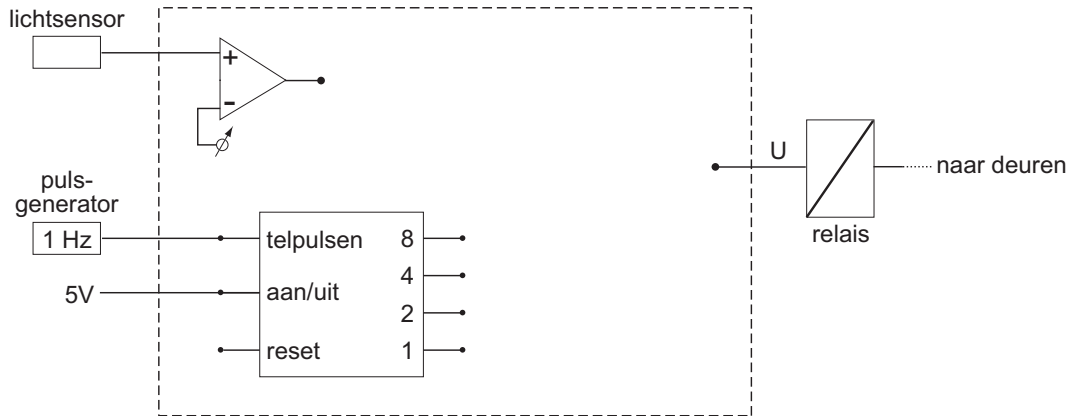 lichtsensor
+
-
U
naar deuren
relais
puls-
generator
1 Hz
5V
telpulsen
aan/uit
reset
8
4
2
1